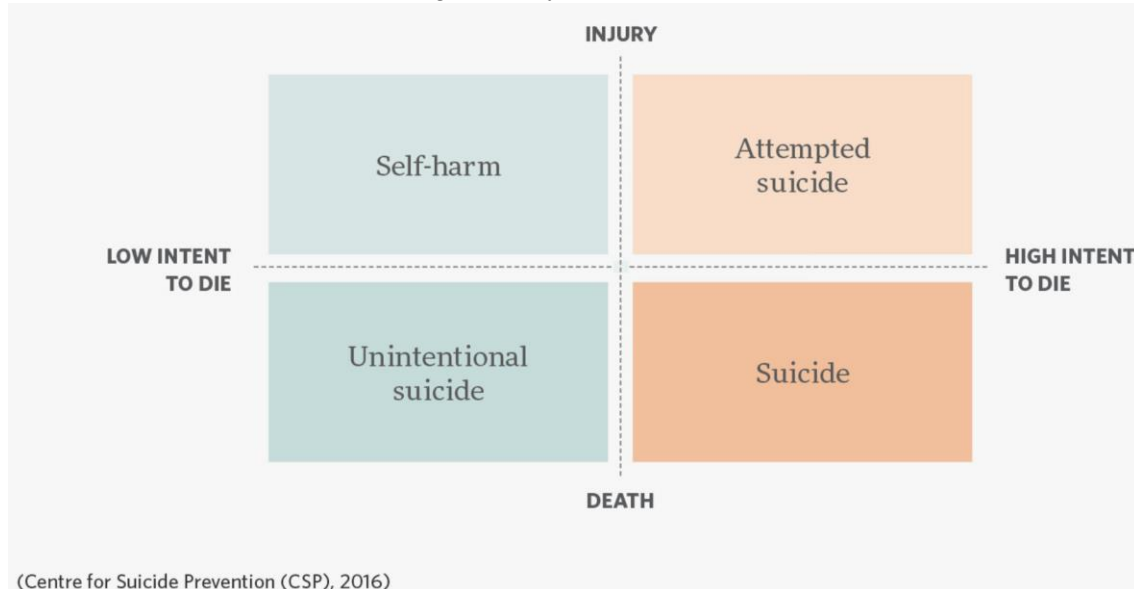 INJURY
Self-harm
Attempted
suicide
LOW INTENT
TO DIE
HIGH INTENT
TO DIE
Unintentional
suicide
Suicide
DEATH
(Centre for Suicide Prevention (CSP), 2016)